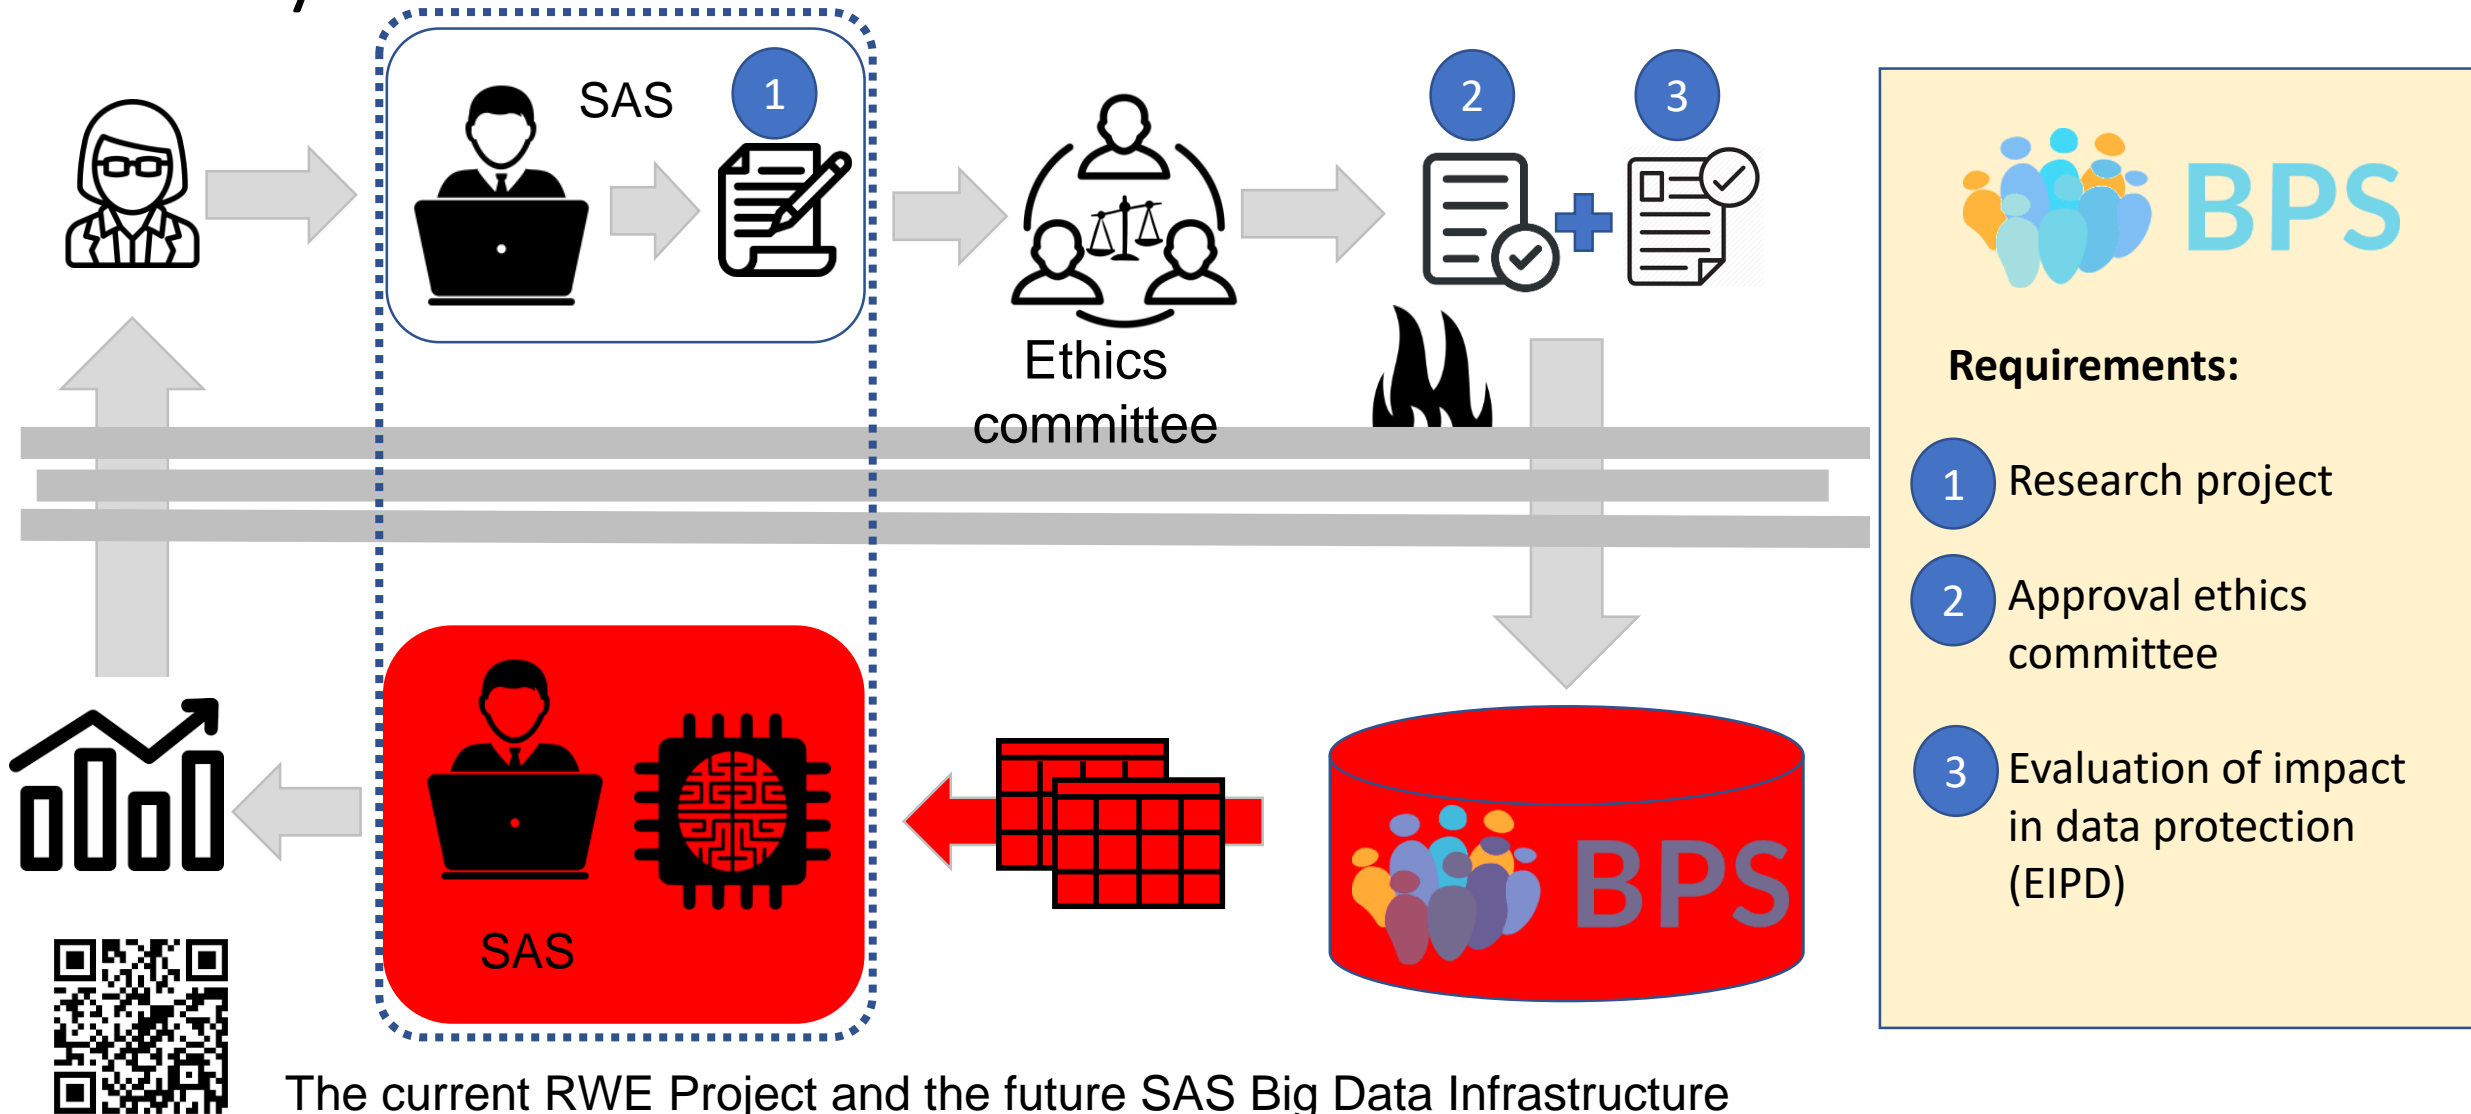 SAS
1
2
3
Ethics
committee
BPS
Requirements:
1 Research project
2 Approval ethics
committee
3 Evaluation of impact
in data protection
(EIPD)
SAS
BPS
The current RWE Project and the future SAS Big Data Infrastructure